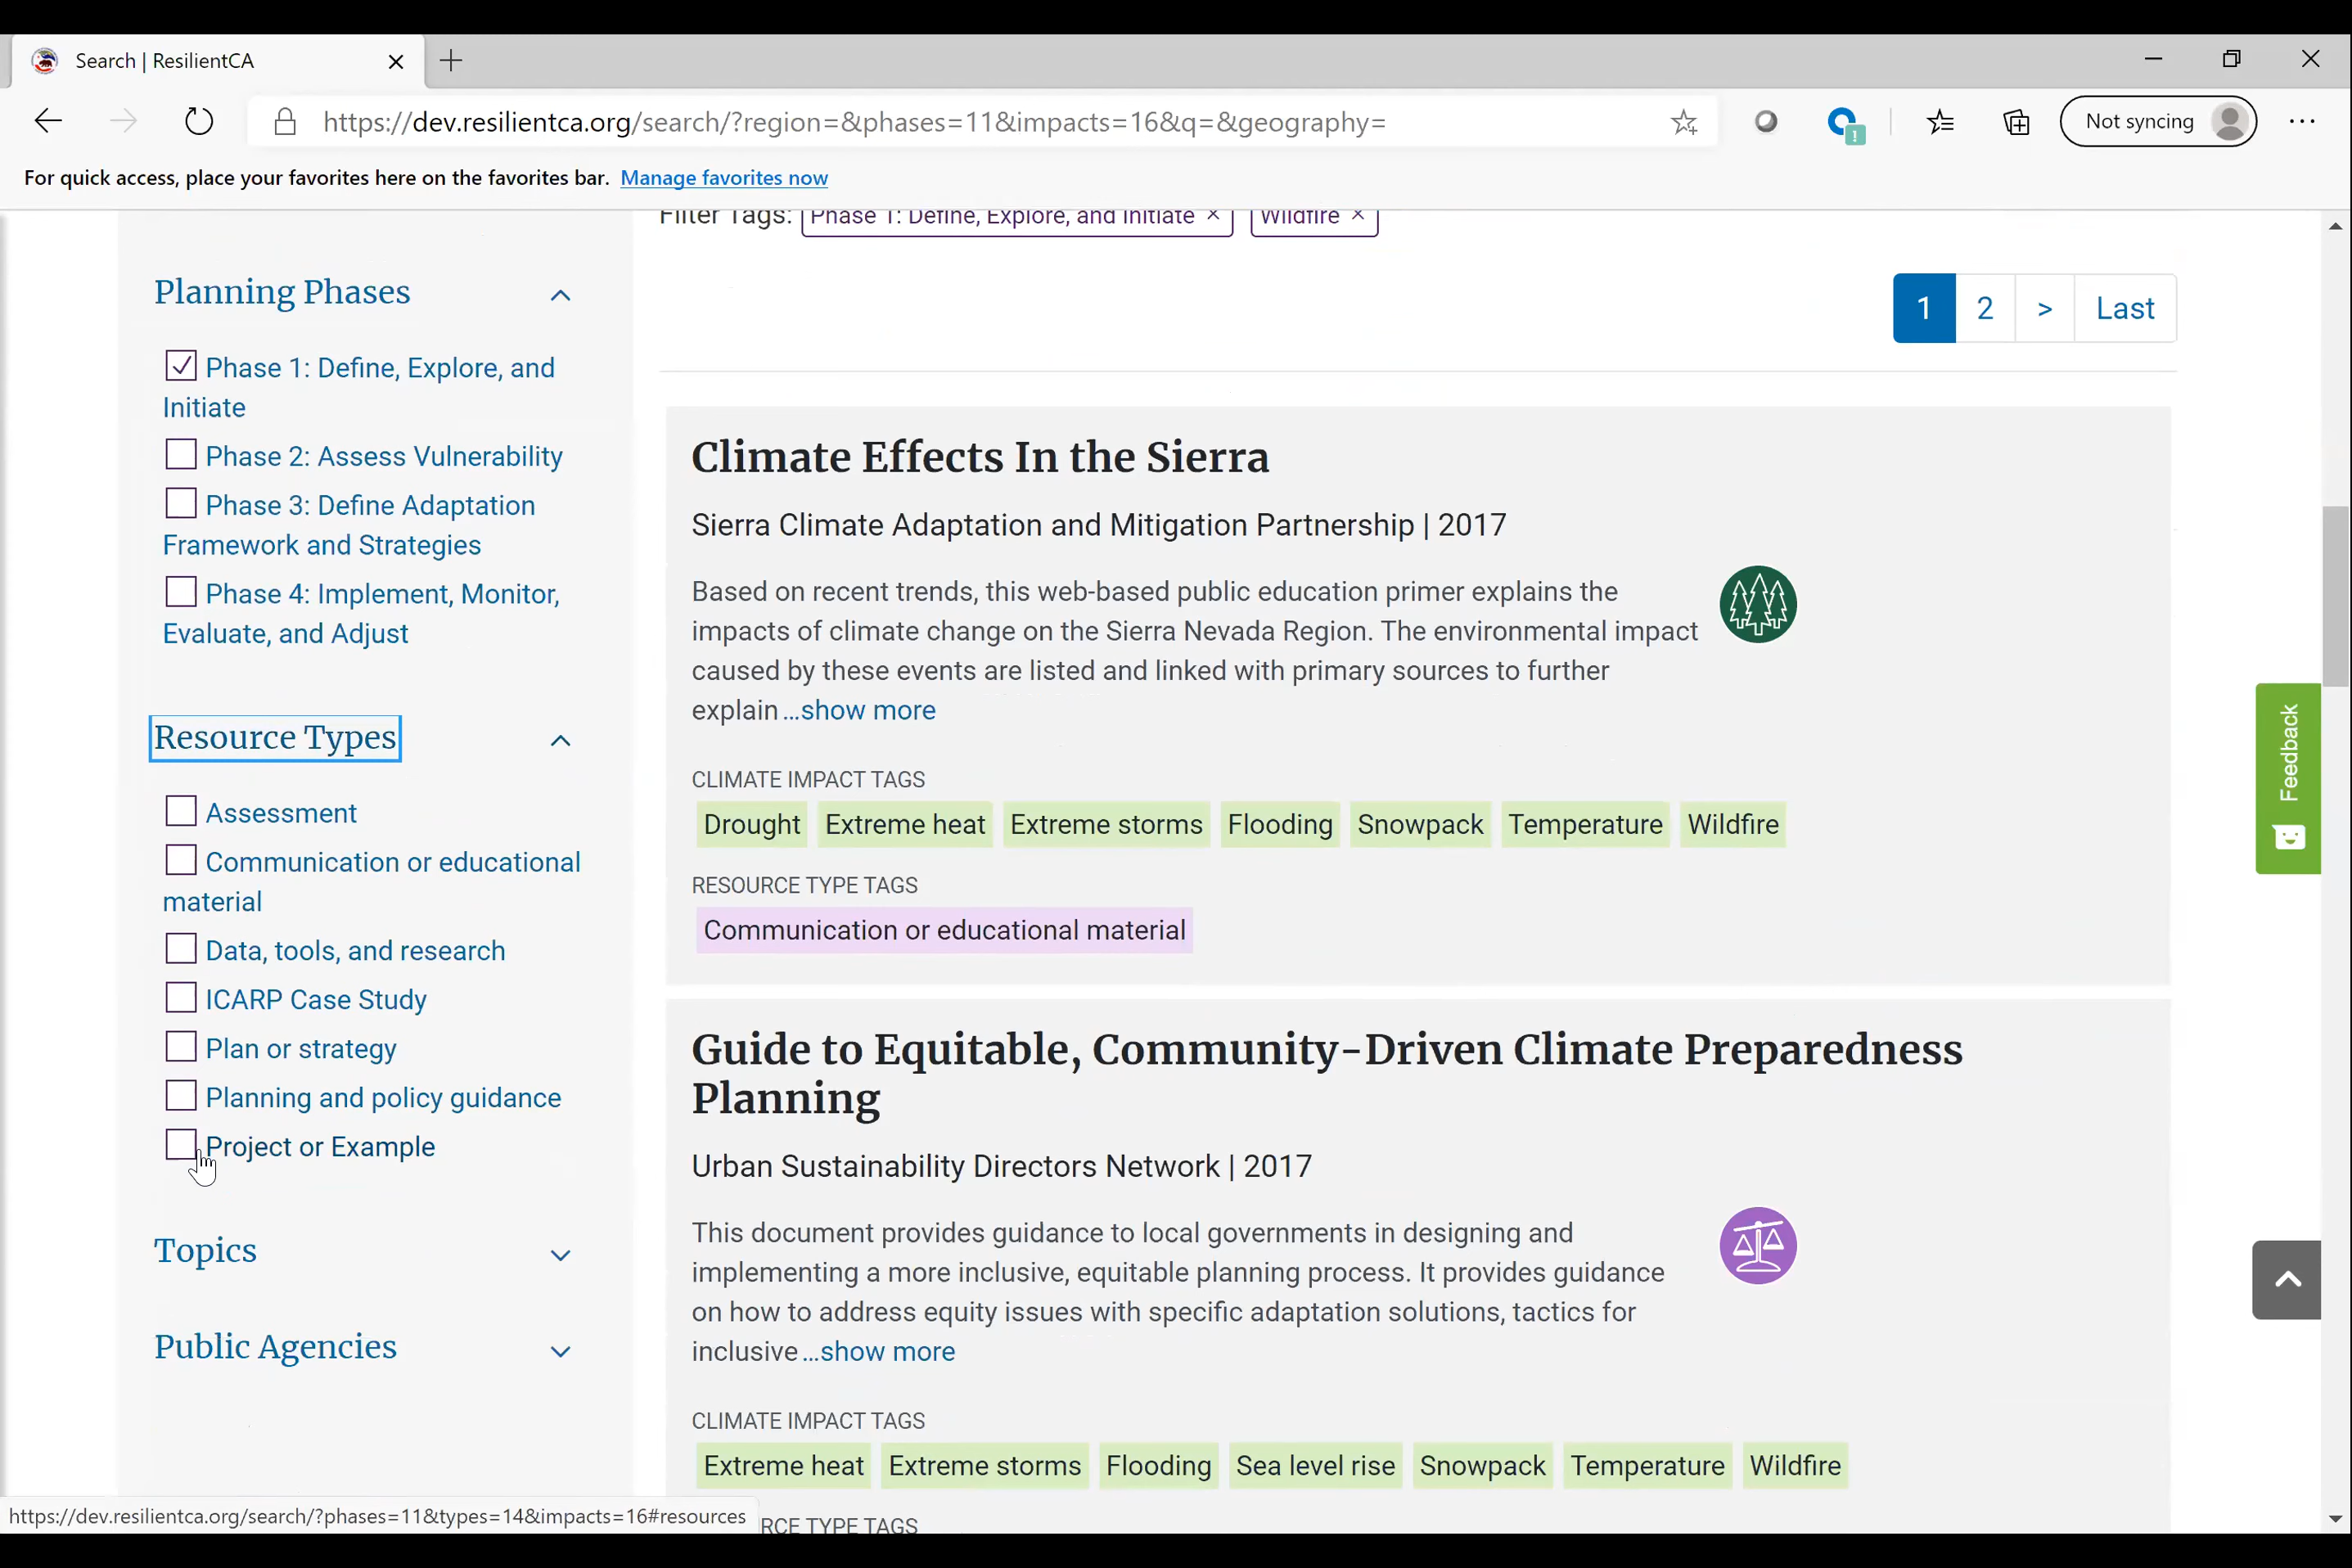 Search | ResilientCA
https://dev.resilientca.org/search/?region=&phases=11&impacts=16&q=&geography=
Not syncing
For quick access, place your favorites here on the favorites bar. Manage favorites now
Filter Tags: Phase 1: Define, Explore, and Initiate × Wildfire ×
Planning Phases
Phase 1: Define, Explore, and
Initiate
Phase 2: Assess Vulnerability
Phase 3: Define Adaptation
Framework and Strategies
Phase 4: Implement, Monitor,
Evaluate, and Adjust
Resource Types
Assessment
Communication or educational
material
Data, tools, and research
ICARP Case Study
Plan or strategy
Planning and policy guidance
Project or Example
Topics
Public Agencies
1 2 > Last
Climate Effects In the Sierra
Sierra Climate Adaptation and Mitigation Partnership | 2017
Based on recent trends, this web-based public education primer explains the
impacts of climate change on the Sierra Nevada Region. The environmental impact
caused by these events are listed and linked with primary sources to further
explain ...show more
CLIMATE IMPACT TAGS
Drought Extreme heat Extreme storms Flooding Snowpack Temperature Wildfire
RESOURCE TYPE TAGS
Communication or educational material
Guide to Equitable, Community-Driven Climate Preparedness
Planning
Urban Sustainability Directors Network | 2017
This document provides guidance to local governments in designing and
implementing a more inclusive, equitable planning process. It provides guidance
on how to address equity issues with specific adaptation solutions, tactics for
inclusive ...show more
CLIMATE IMPACT TAGS
Extreme heat Extreme storms Flooding Sea level rise Snowpack Temperature Wildfire
RCE TYPE TAGS
Feedback
https://dev.resilientca.org/search/?phases=11&types=14&impacts=16#resources